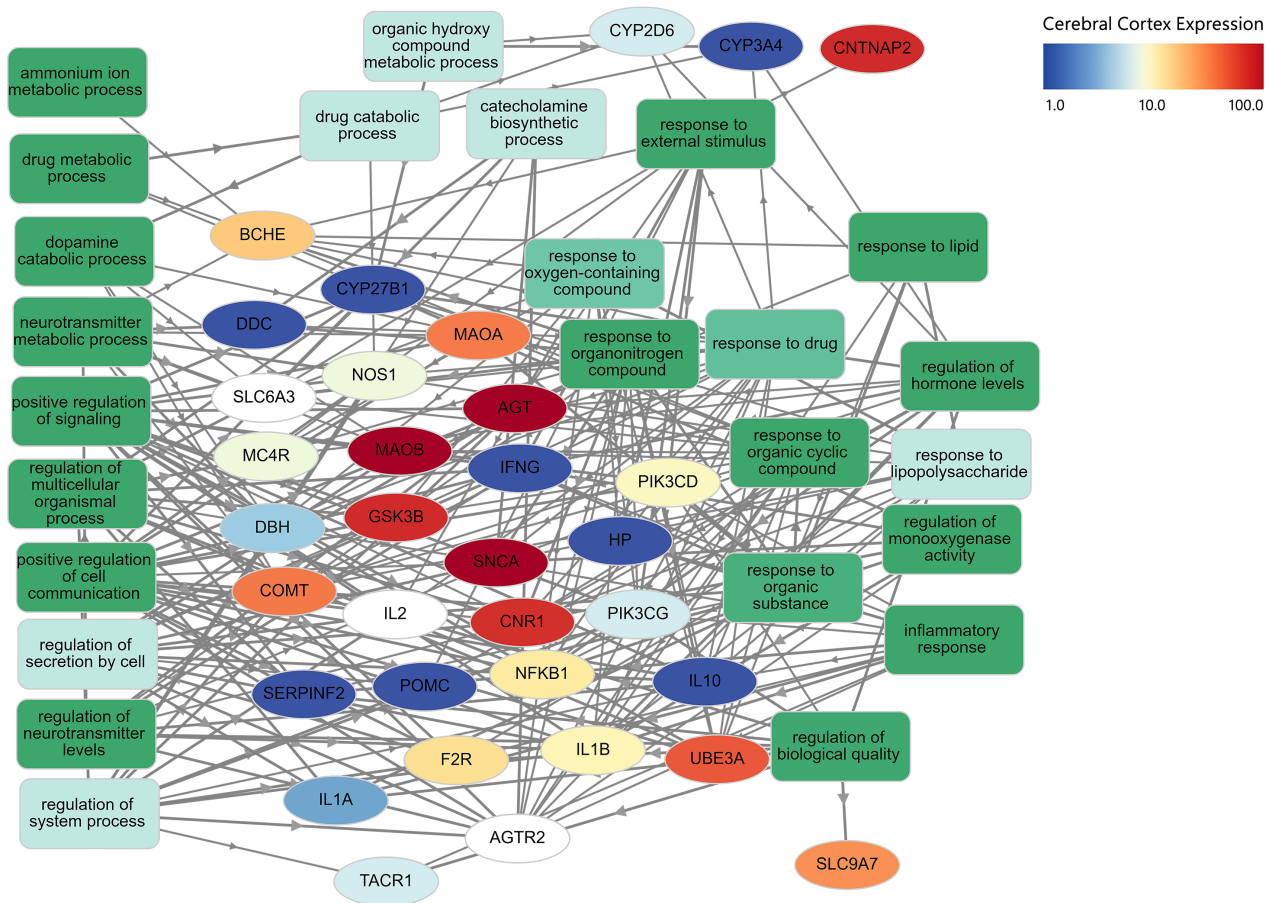 Cerebral Cortex Expression
1.0
10.0
100.0
organic hydroxy
compound
metabolic process
CYP2D6
CYP3A4
CNTNAP2
ammonium ion
metabolic process
drug catabolic
process
catecholamine
biosynthetic
process
response to
external stimulus
drug metabolic
process
BCHE
dopamine
catabolic process
response to
oxygen-containing
compound
response to lipid
CYP27B1
DDC
MAOA
neurotransmitter
metabolic process
response to
organonitrogen
compound
response to drug
NOS1
regulation of
hormone levels
SLC6A3
positive regulation
of signaling
AGT
MC4R
MAOB
IFNG
PIK3CD
response to
organic cyclic
compound
response to
lipopolysaccharide
regulation of
multicellular
organismal
process
DBH
GSK3B
HP
regulation of
monooxygenase
activity
positive regulation
of cell
communication
COMT
SNCA
response to
organic
substance
IL2
CNR1
PIK3CG
inflammatory
response
regulation of
secretion by cell
SERPINF2
POMC
NFKB1
IL10
regulation of
neurotransmitter
levels
F2R
IL1B
UBE3A
regulation of
biological quality
regulation of
system process
IL1A
AGTR2
SLC9A7
TACR1